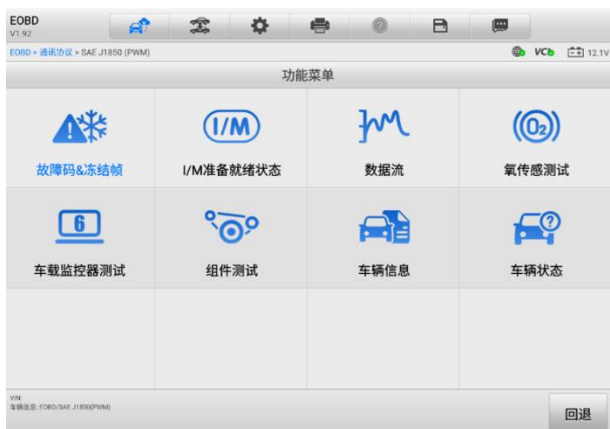 EOBD
V1.92
EOBD > 通讯协议 > SAE J1850 (PWM)
VCI
12.1V
功能菜单
I/M
O2
故障码&冻结帧
I/M准备就绪状态
数据流
氧传感测试
6
车载监控器测试
组件测试
车辆信息
车辆状态
VIN:
车辆信息: EOBD/SAE J1850(PWM)
回退